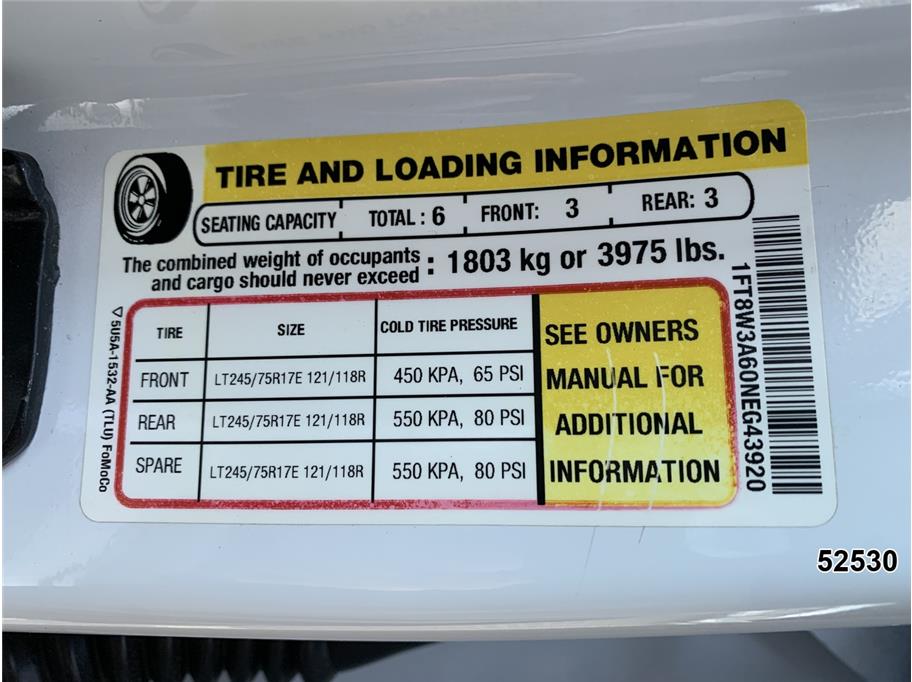 TIRE AND LOADING INFORMATION
SEATING CAPACITY TOTAL : 6 FRONT: 3 REAR: 3
The combined weight of occupants
and cargo should never exceed : 1803 kg or 3975 lbs.
TIRE SIZE COLD TIRE PRESSURE
FRONT LT245/75R17E 121/118R 450 KPA, 65 PSI
REAR LT245/75R17E 121/118R 550 KPA, 80 PSI
SPARE LT245/75R17E 121/118R 550 KPA, 80 PSI
SEE OWNERS
MANUAL FOR
ADDITIONAL
INFORMATION
1FT8W3A60NEG43920
▽ 5U5A-1532-AA (TLU) FoMoCo
52530